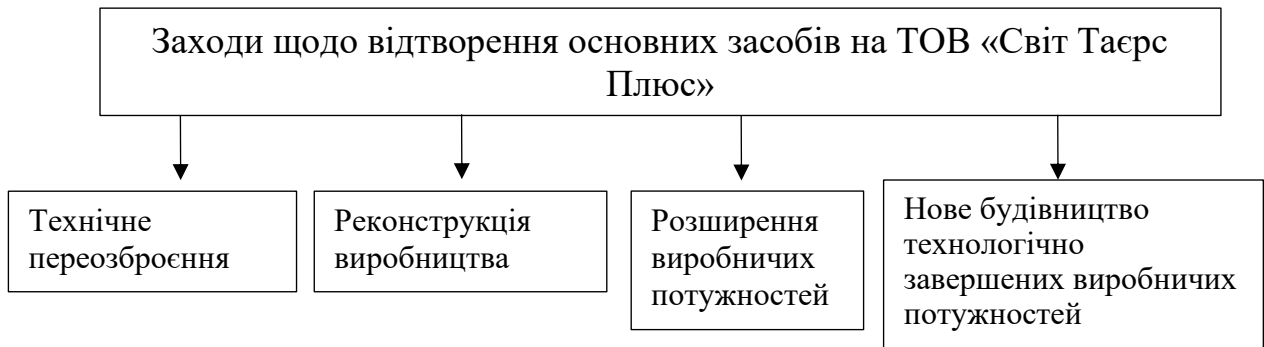 Заходи щодо відтворення основних засобів на ТОВ «Світ Таєрс
Плюс»
Технічне
переозброєння
Реконструкція
виробництва
Розширення
виробничих
потужностей
Нове будівництво
технологічно
завершених виробничих
потужностей